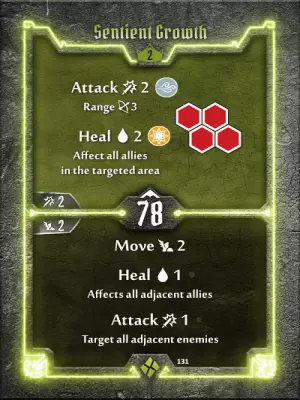 Sentient Growth
2
Attack 2
Range 3
Heal 2
Affect all allies
in the targeted area
2
78
2
Move 2
Heal 1
Affects all adjacent allies
Attack 1
Target all adjacent enemies
131